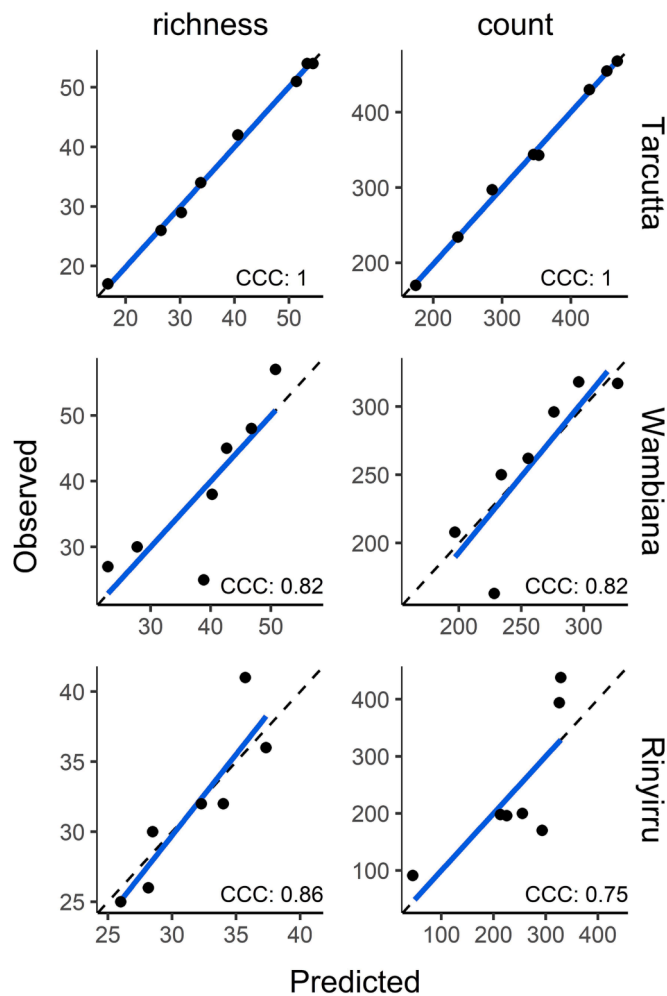 richness
count
50
40
30
20
CCC: 1
20 30 40 50
400
300
200
CCC: 1
200 300 400
Tarcutta
Observed
50
40
30
CCC: 0.82
30 40 50
300
250
200
CCC: 0.82
200 250 300
Wambiana
40
35
30
25
CCC: 0.86
25 30 35 40
400
300
200
100
CCC: 0.75
100 200 300 400
Rinyirru
Predicted